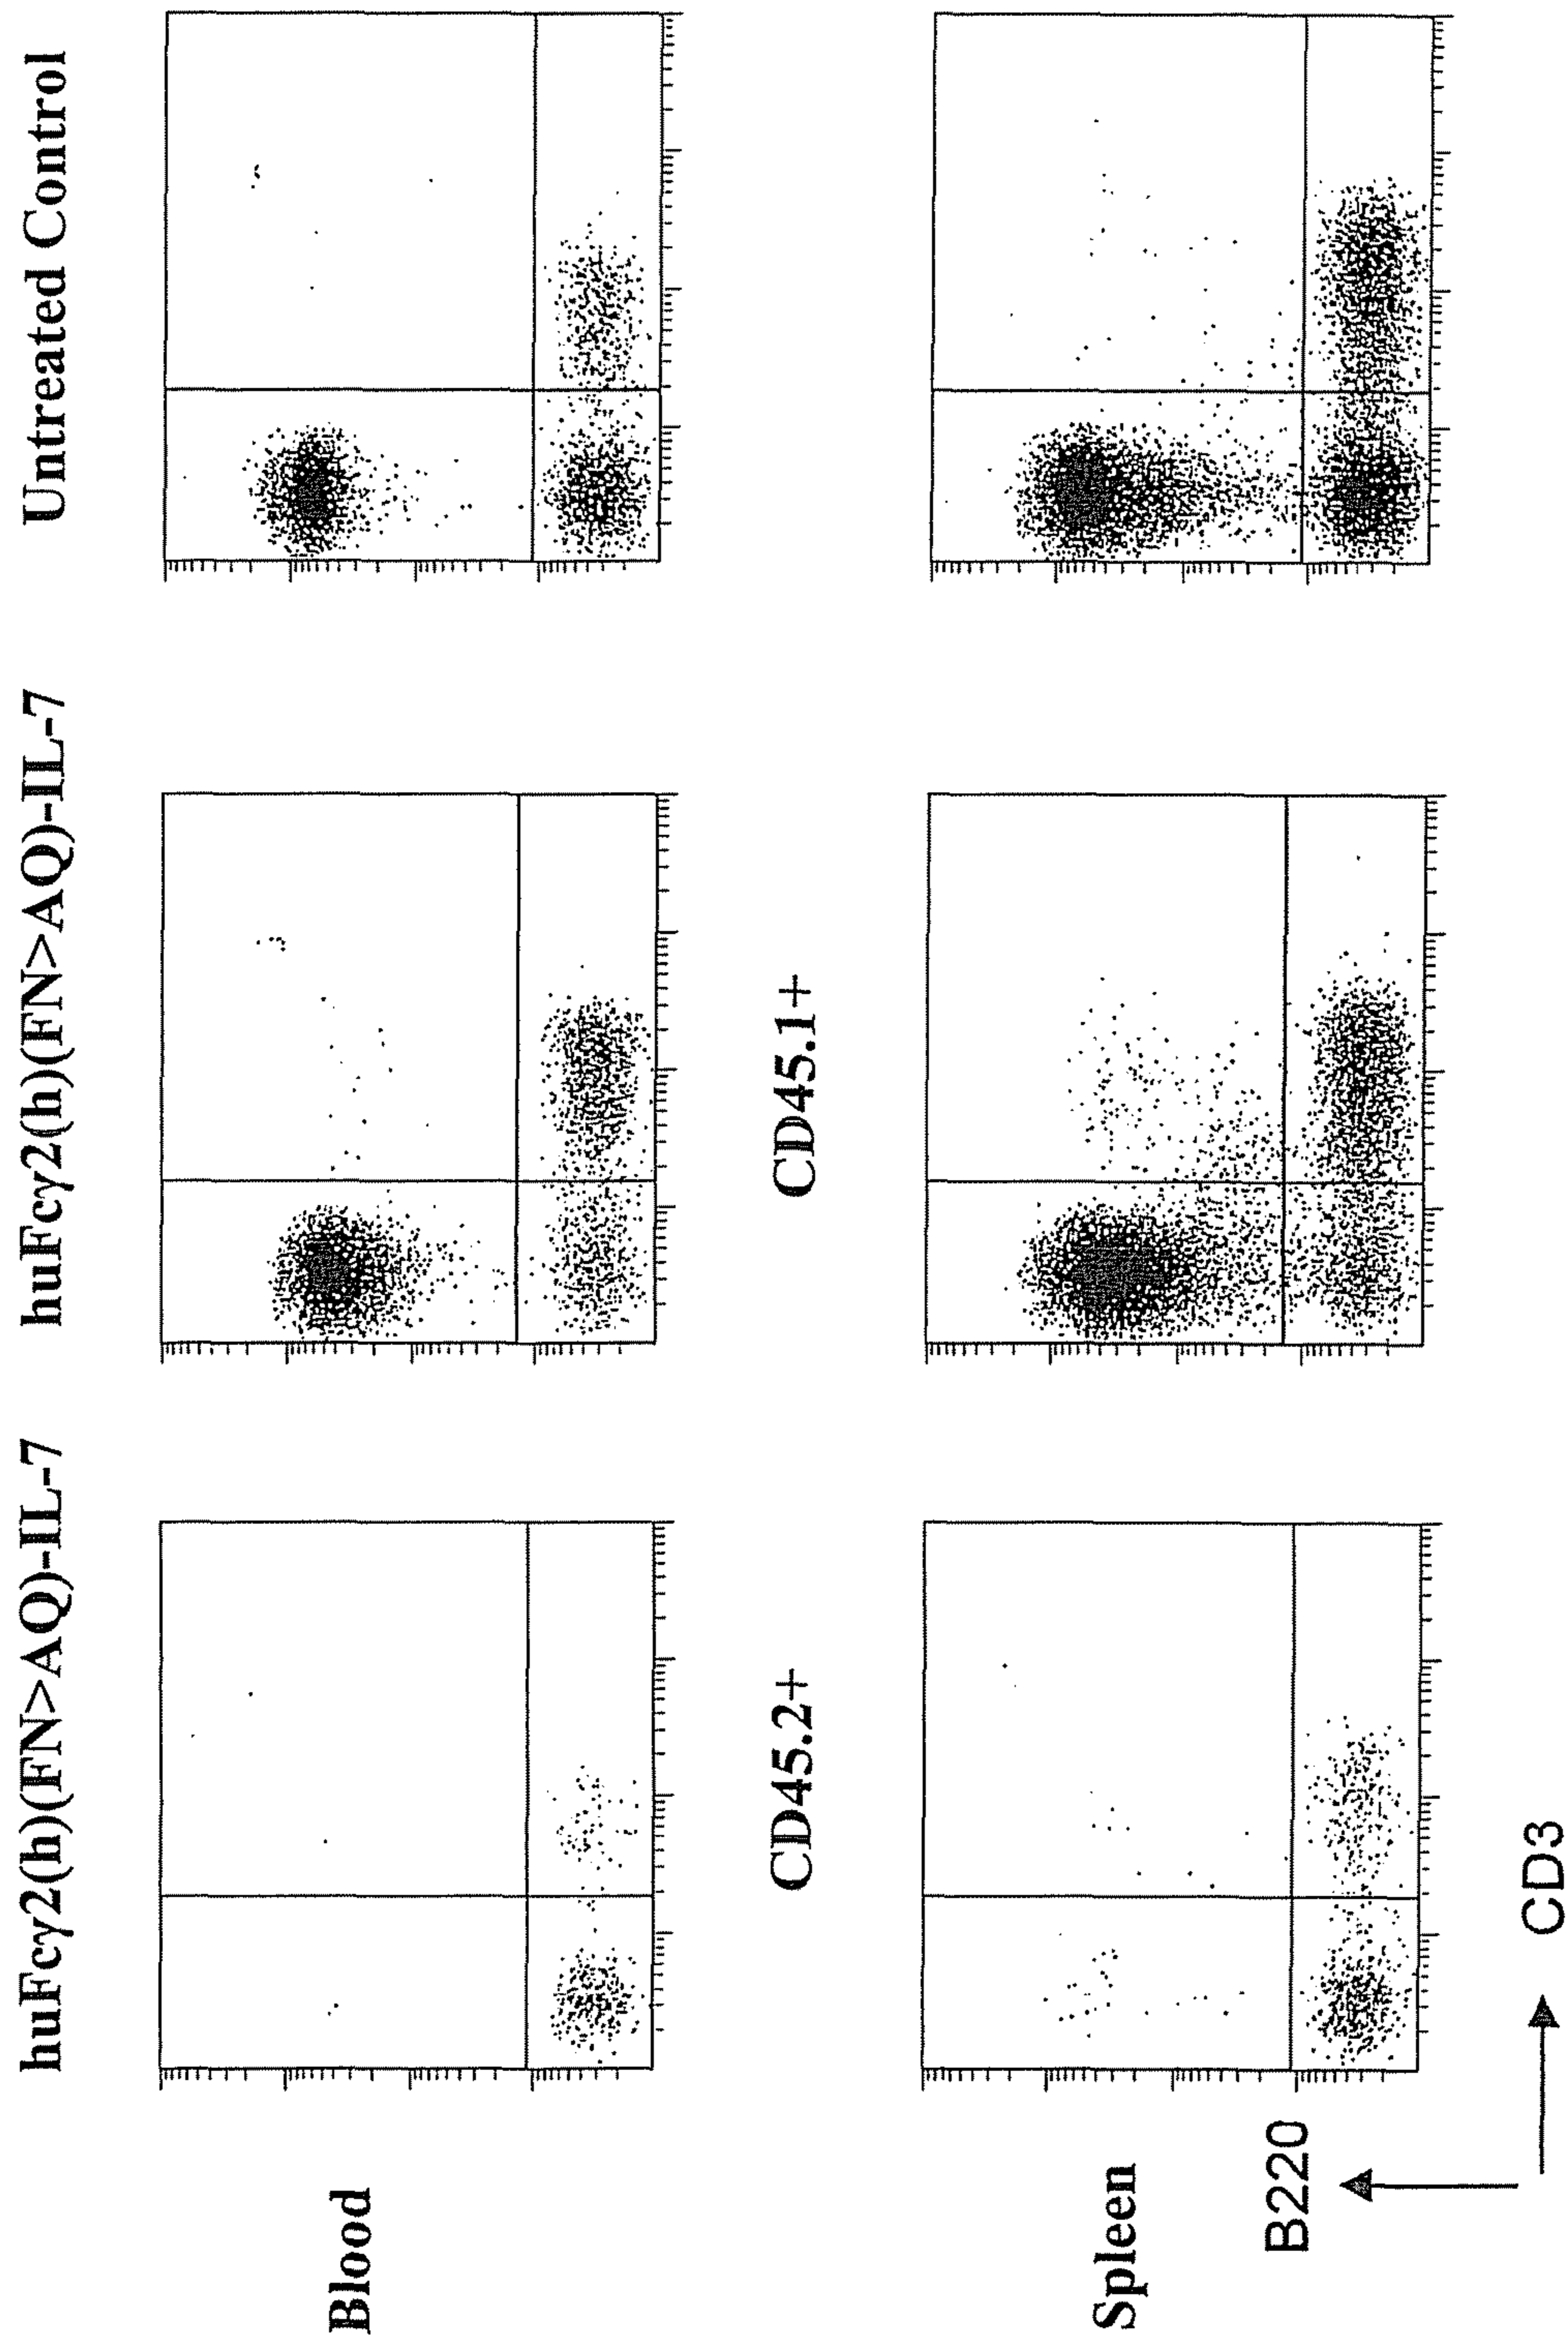 huFcγ2(h)(FN>AQ)-IL-7
huFcγ2(h)(FN>AQ)-IL-7
Untreated Control
Blood
CD45.2+
CD45.1+
Spleen
B220
CD3